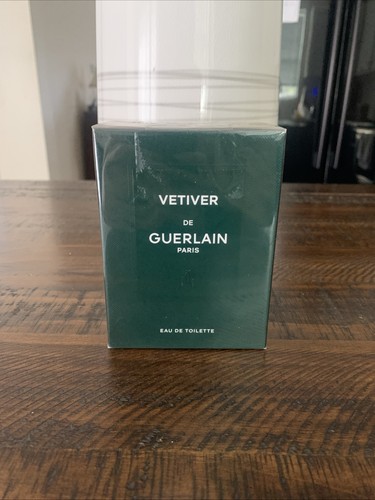 VETIVER
DE
GUERLAIN
PARIS
EAU DE TOILETTE